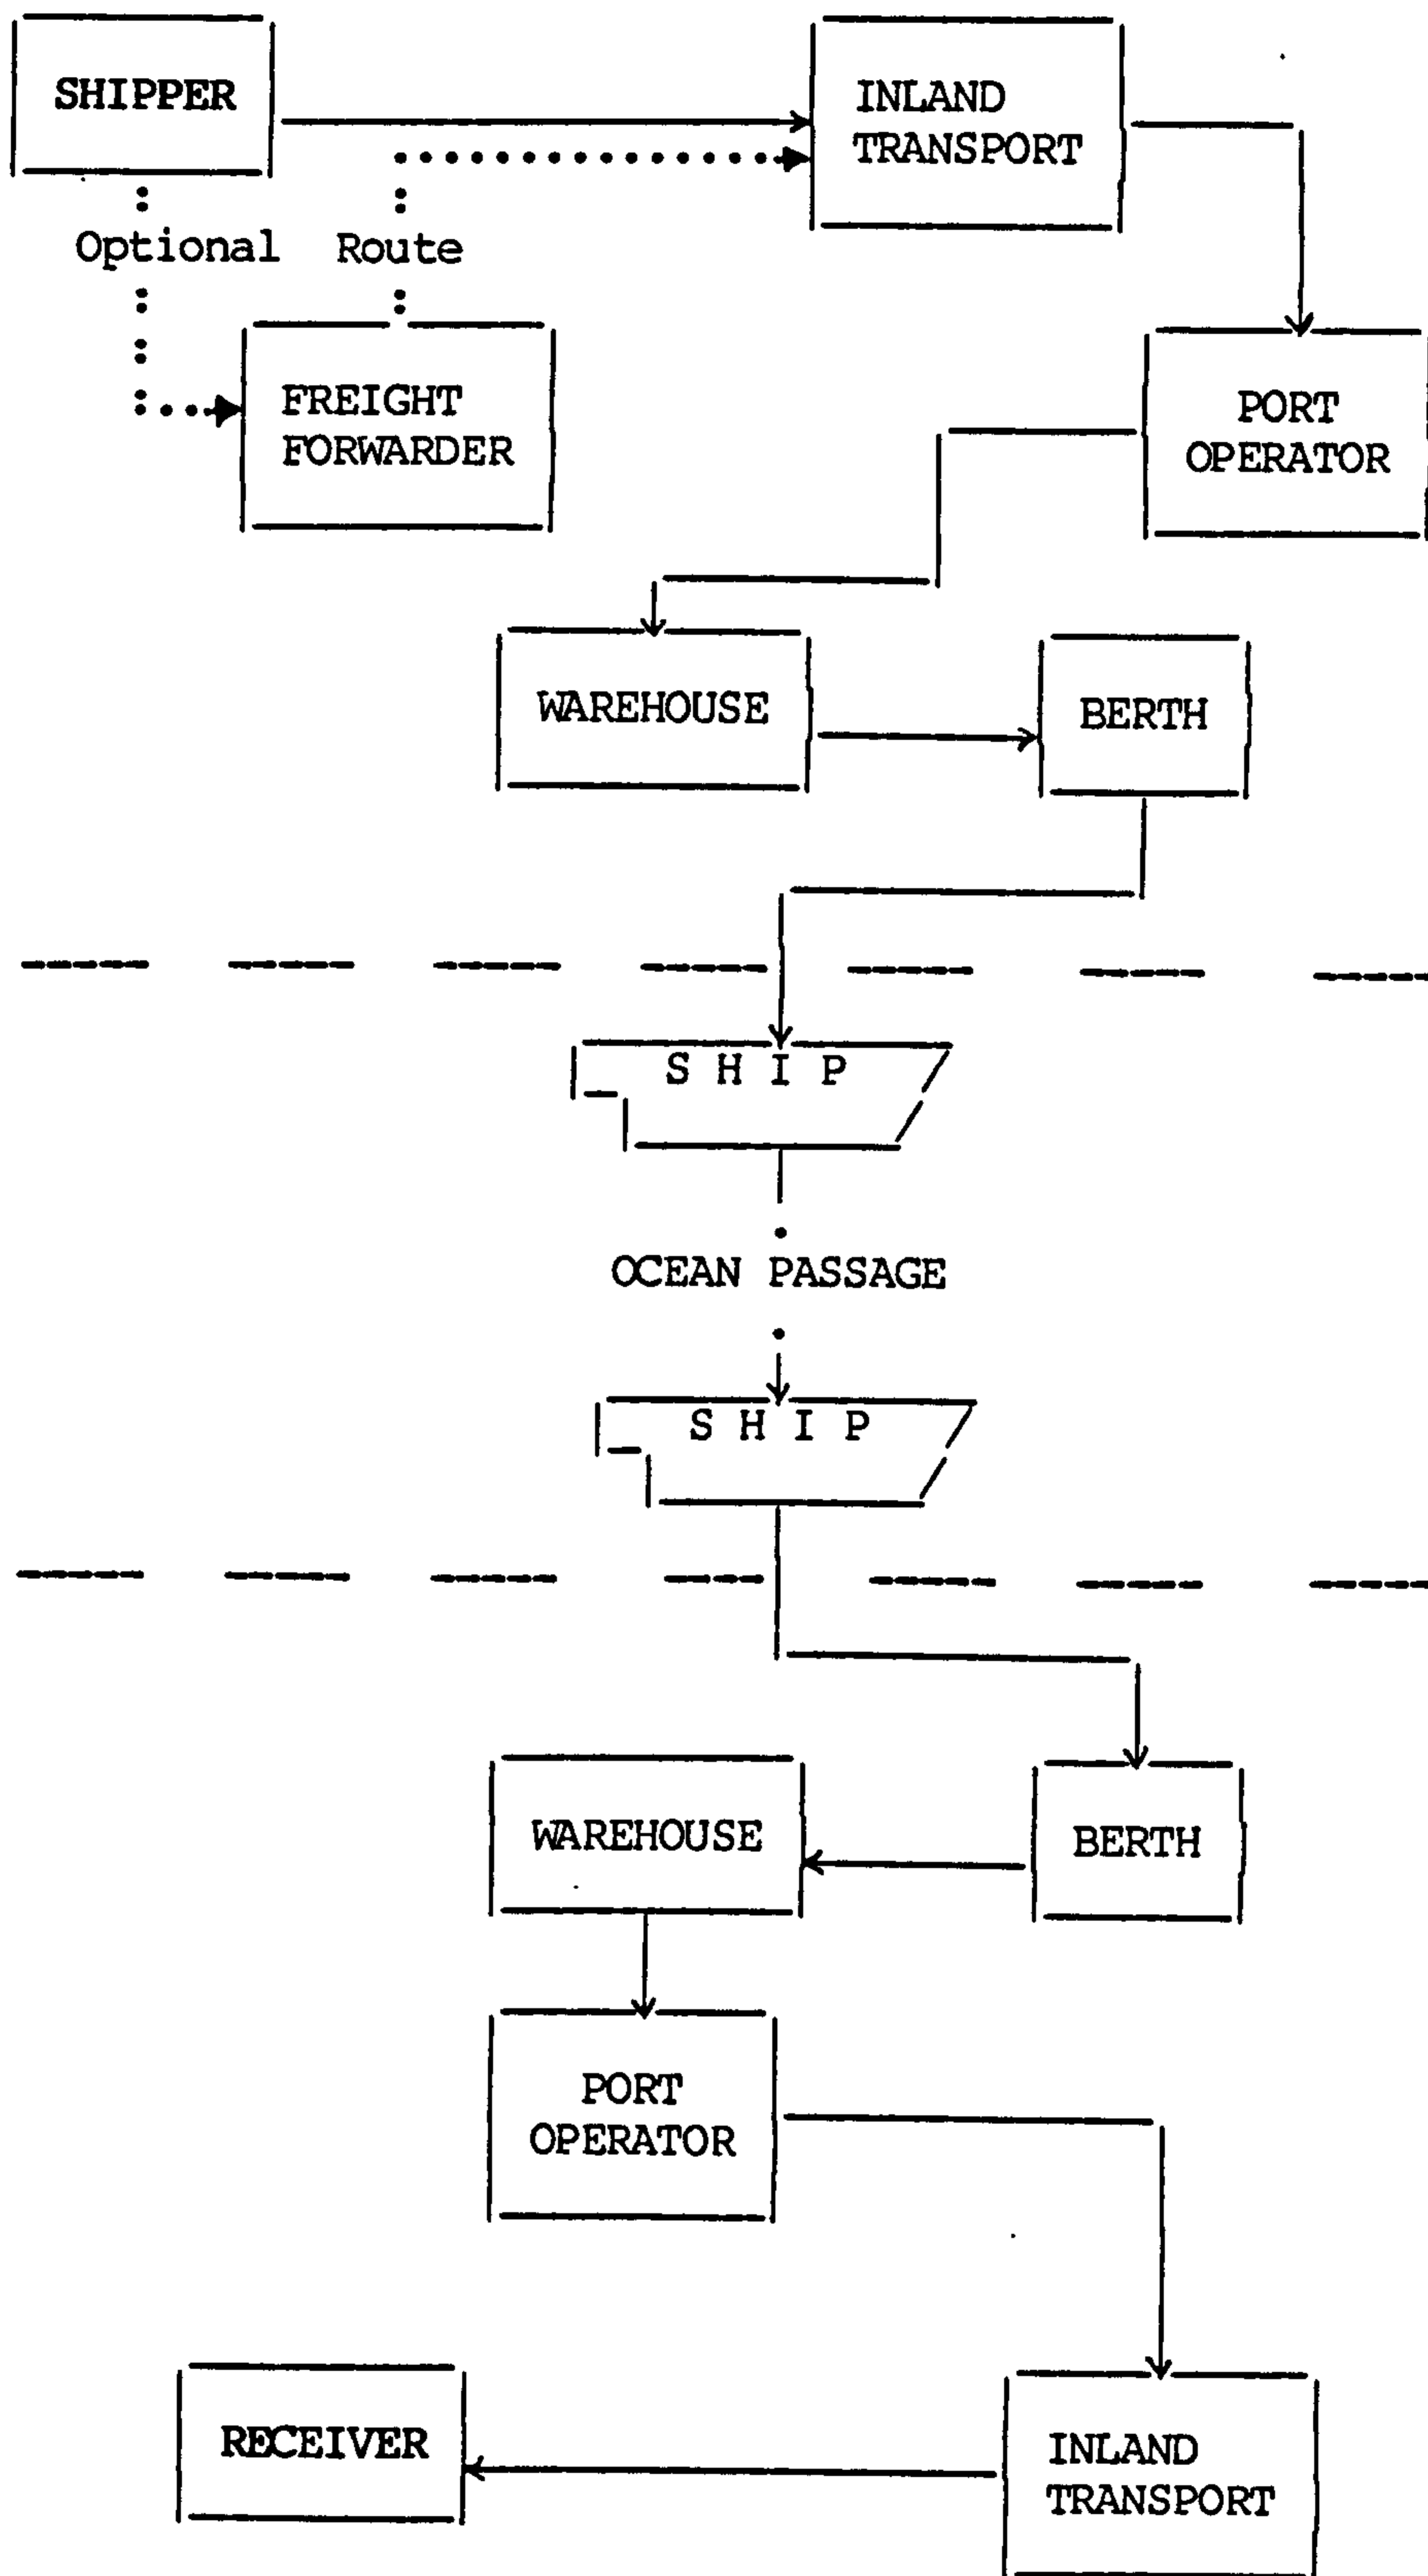 SHIPPER
INLAND
TRANSPORT
Optional Route
FREIGHT
FORWARDER
PORT
OPERATOR
WAREHOUSE
BERTH
S H I P
OCEAN PASSAGE
S H I P
WAREHOUSE
BERTH
PORT
OPERATOR
RECEIVER
INLAND
TRANSPORT